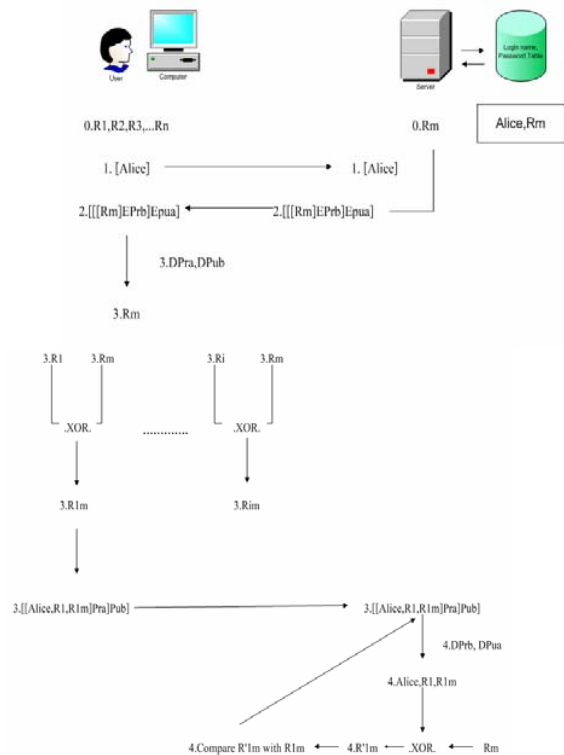 User
Computer
Server
Login name,
Password Table
0.R1,R2,R3,...Rn
0.Rm
Alice,Rm
1. [Alice]
1. [Alice]
2.[[[Rm]EPrb]Epua]
2.[[[Rm]EPrb]Epua]
3.DPra,DPub
3.Rm
3.R1
3.Rm
3.Ri
3.Rm
.XOR.
.............
.XOR.
3.R1m
3.Rim
3.[[Alice,R1,R1m]Pra]Pub]
3.[[Alice,R1,R1m]Pra]Pub]
4.DPrb, DPua
4.Alice,R1,R1m
4.Compare R'1m with R1m
4.R'1m
.XOR.
Rm